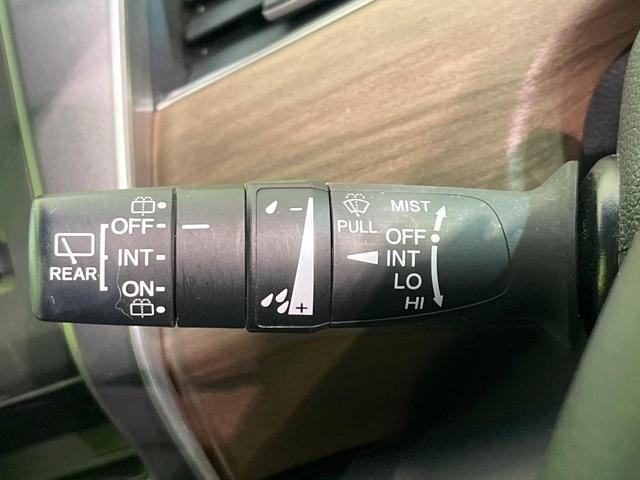 REAR
OFF
INT
ON
−
+
PULL
MIST
OFF
INT
LO
HI